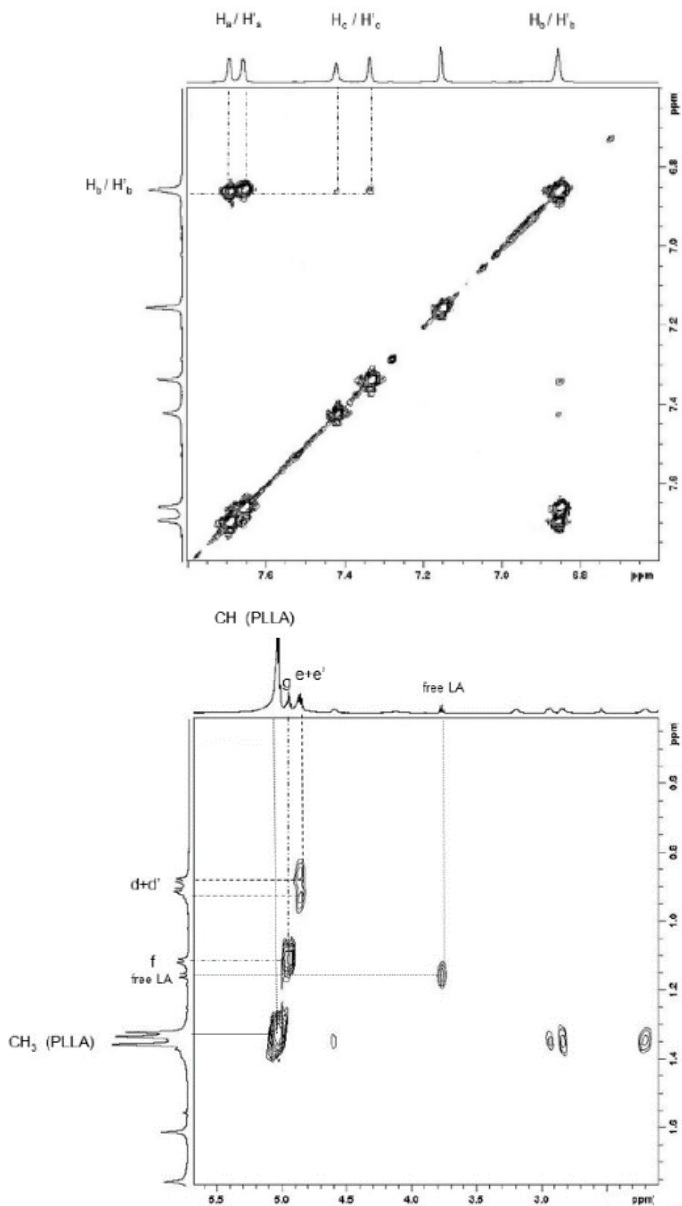 Ha / H'a
Hc / H'c
Hb / H'b
Hb / H'b
6.8
7.0
7.2
7.4
7.6
ppm
7.6
7.4
7.2
7.0
6.8
ppm
CH (PLLA)
g
e+e'
free LA
d+d'
f
free LA
CH3 (PLLA)
ppm
0.6
0.8
1.0
1.2
1.4
1.6
5.5
5.0
4.5
4.0
3.5
3.0
ppm